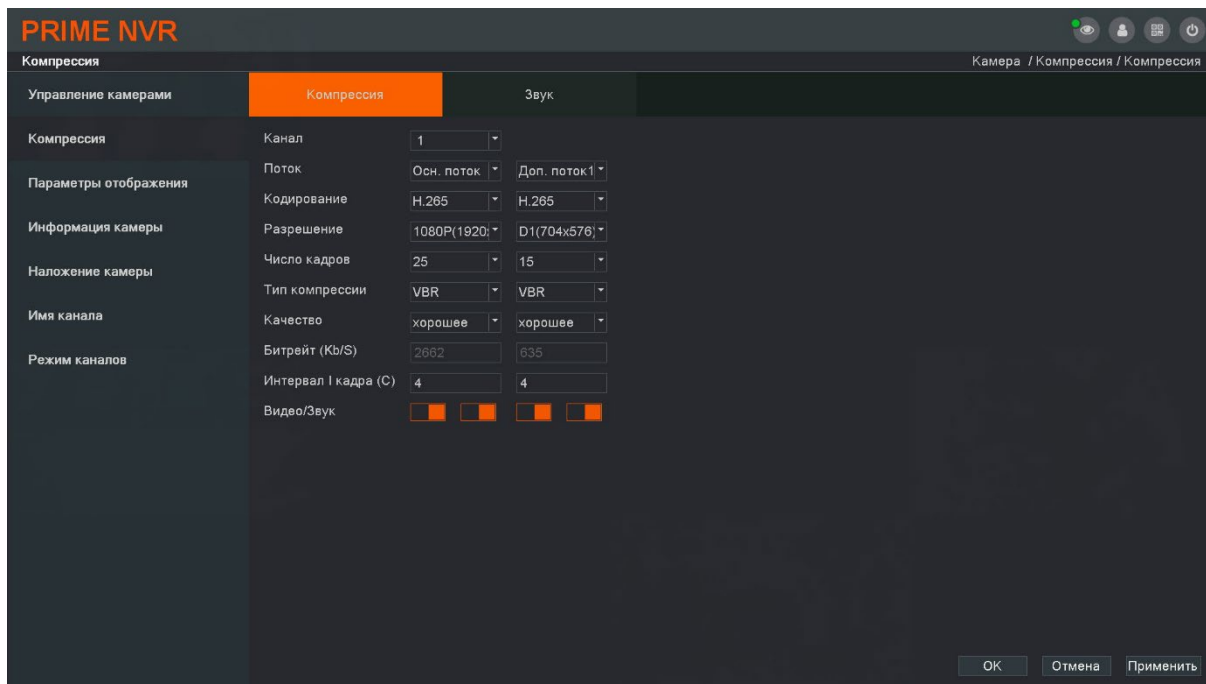 PRIME NVR
Компрессия
Камера / Компрессия / Компрессия
Управление камерами
Компрессия
Параметры отображения
Информация камеры
Наложение камеры
Имя канала
Режим каналов
Компрессия Звук
Канал 1
Поток Осн. поток Доп. поток1
Кодирование H.265 H.265
Разрешение 1080P(1920: D1(704x576)
Число кадров 25 15
Тип компрессии VBR VBR
Качество хорошее хорошее
Битрейт (Kb/S) 2662 635
Интервал I кадра (С) 4 4
Видео/Звук
OK Отмена Применить